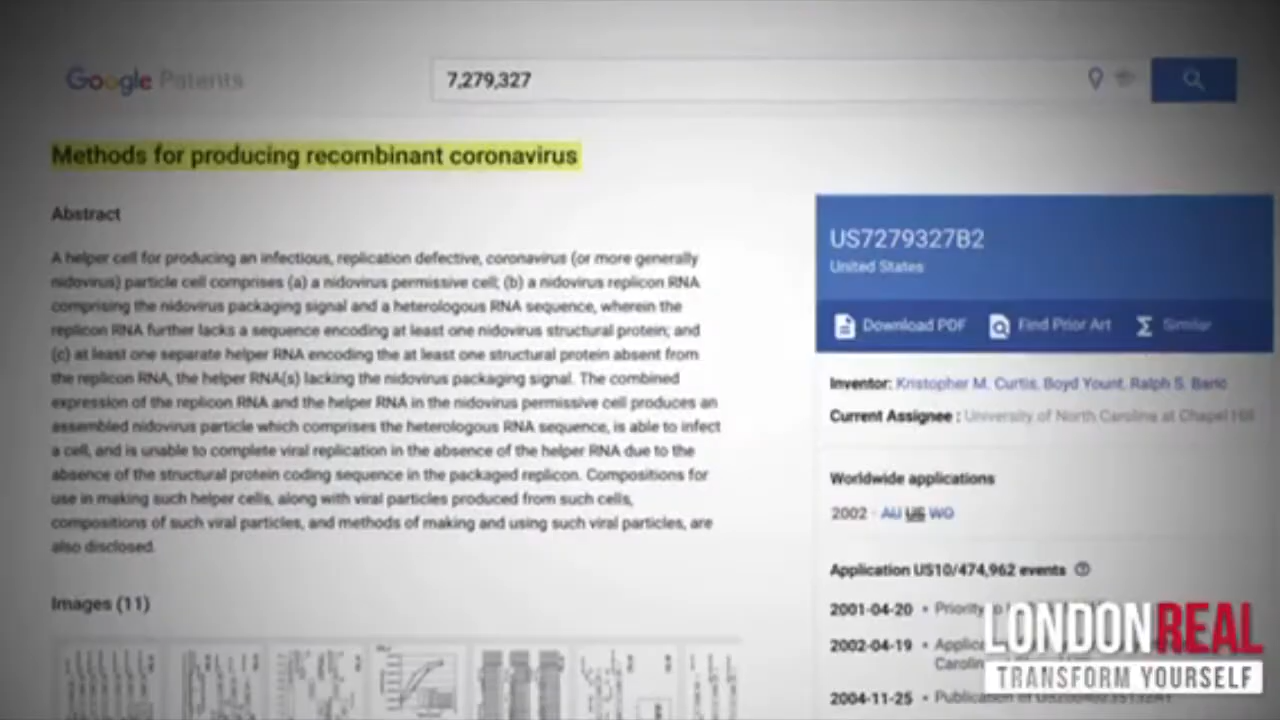 Google Patents
7,279,327
Methods for producing recombinant coronavirus
Abstract
A helper cell for producing an infectious, replication defective, coronavirus (or more generally
nidovirus) particle cell comprises (a) a nidovirus permissive cell; (b) a nidovirus replicon RNA
comprising the nidovirus packaging signal and a heterologous RNA sequence, wherein the
replicon RNA further lacks a sequence encoding at least one nidovirus structural protein; and
(c) at least one separate helper RNA encoding the at least one structural protein absent from
the replicon RNA, the helper RNA(s) lacking the nidovirus packaging signal. The combined
expression of the replicon RNA and the helper RNA in the nidovirus permissive cell produces an
assembled nidovirus particle which comprises the heterologous RNA sequence, is able to infect
a cell, and is unable to complete viral replication in the absence of the helper RNA due to the
absence of the structural protein coding sequence in the packaged replicon. Compositions for
use in making such helper cells, along with viral particles produced from such cells,
compositions of such viral particles, and methods of making and using such viral particles, are
also disclosed.
Images (11)
US7279327B2
United States
Download PDF Find Prior Art Σ Similar
Inventor: Kristopher M. Curtis, Boyd Yount, Ralph S. Baric
Current Assignee : University of North Carolina at Chapel Hill
Worldwide applications
2002 · AU US WO
Application US10/474,962 events
2001-04-20 • Priority
2002-04-19 •
2004-11-25 • Publication of
LONDONREAL
TRANSFORM YOURSELF